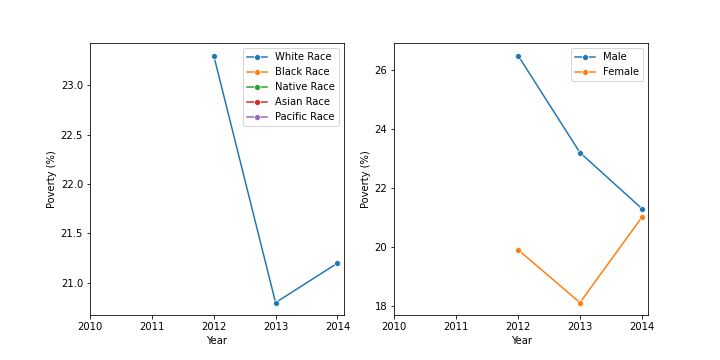 23.0
22.5
22.0
21.5
21.0
Poverty (%)
2010 2011 2012 2013 2014
Year
White Race
Black Race
Native Race
Asian Race
Pacific Race
26
24
22
20
18
Poverty (%)
2010 2011 2012 2013 2014
Year
Male
Female